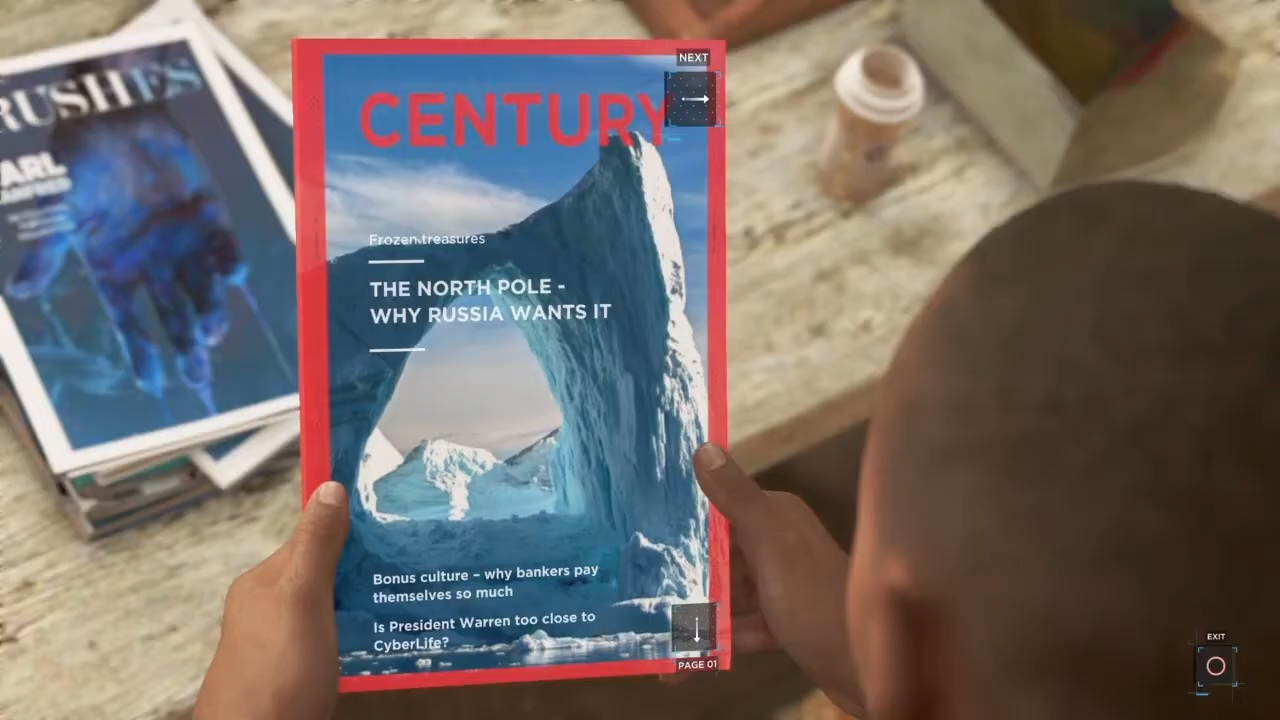 RUSHES
NEXT
CENTURY
Frozen treasures
THE NORTH POLE -
WHY RUSSIA WANTS IT
Bonus culture – why bankers pay
themselves so much
Is President Warren too close to
CyberLife?
PAGE 01
EXIT